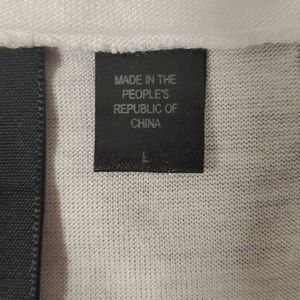 MADE IN THE
PEOPLE'S
REPUBLIC OF
CHINA
L